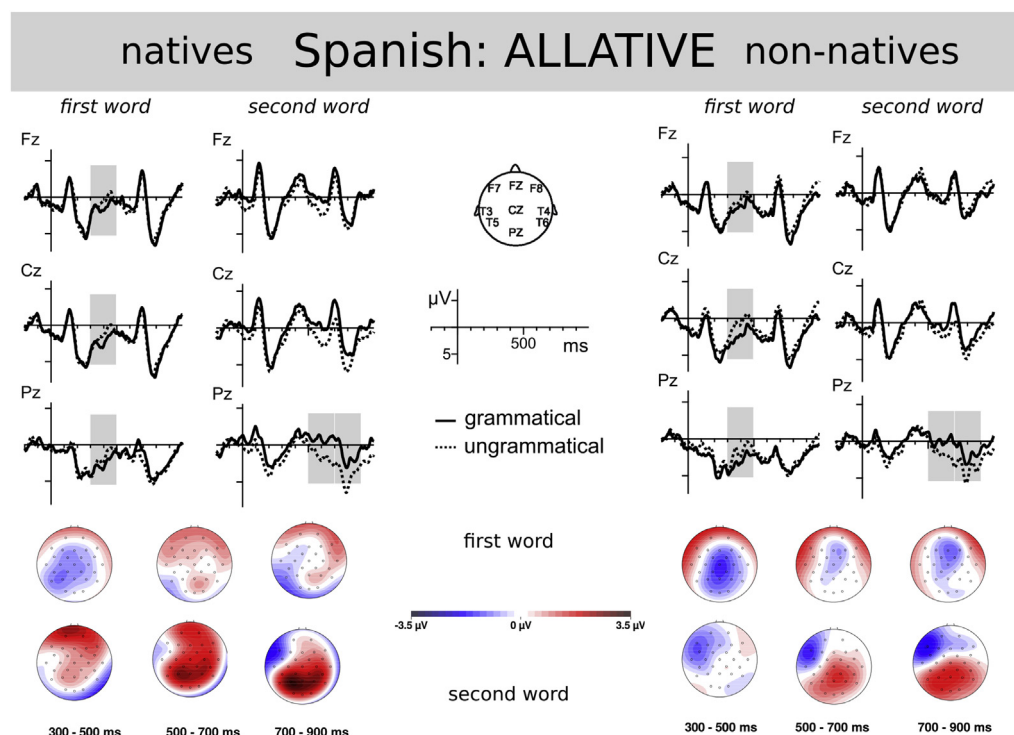 natives Spanish: ALLATIVE non-natives
first word second word first word second word
Fz Fz Fz Fz
F7 FZ F8
T3 CZ T4
T5 T6
PZ
Cz Cz Cz Cz
µV
500 ms
5
Pz Pz Pz Pz
grammatical
ungrammatical
first word
-3.5 µV 0 µV 3.5 µV
second word
300 - 500 ms 500 - 700 ms 700 - 900 ms 300 - 500 ms 500 - 700 ms 700 - 900 ms